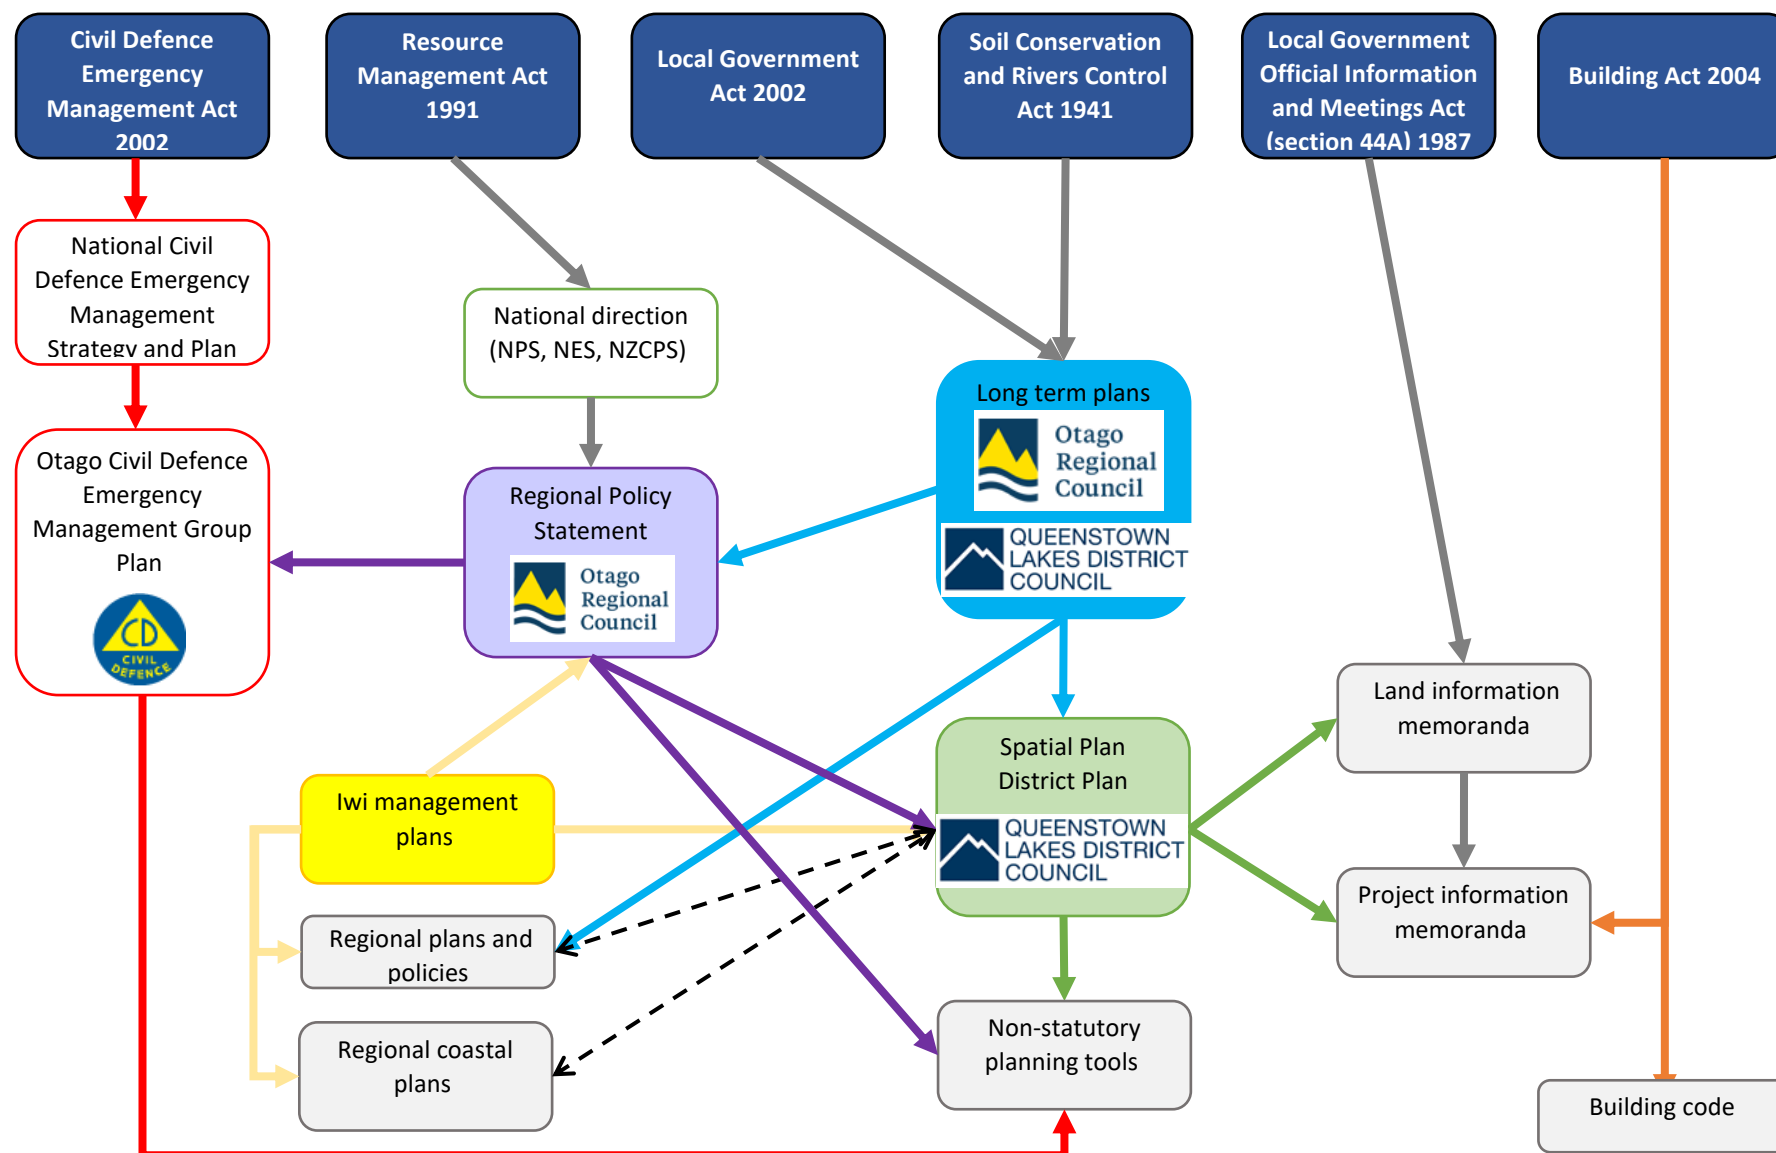 Civil Defence
Emergency
Management Act
2002
Resource
Management Act
1991
Local Government
Act 2002
Soil Conservation
and Rivers Control
Act 1941
Local Government
Official Information
and Meetings Act
(section 44A) 1987
Building Act 2004
National Civil
Defence Emergency
Management
Strategy and Plan
National direction
(NPS, NES, NZCPS)
Long term plans
Otago
Regional
Council
QUEENSTOWN
LAKES DISTRICT
COUNCIL
Otago Civil Defence
Emergency
Management Group
Plan
CD
CIVIL
DEFENCE
Regional Policy
Statement
Otago
Regional
Council
Land information
memoranda
Spatial Plan
District Plan
QUEENSTOWN
LAKES DISTRICT
COUNCIL
Iwi management
plans
Project information
memoranda
Regional plans and
policies
Non-statutory
planning tools
Regional coastal
plans
Building code